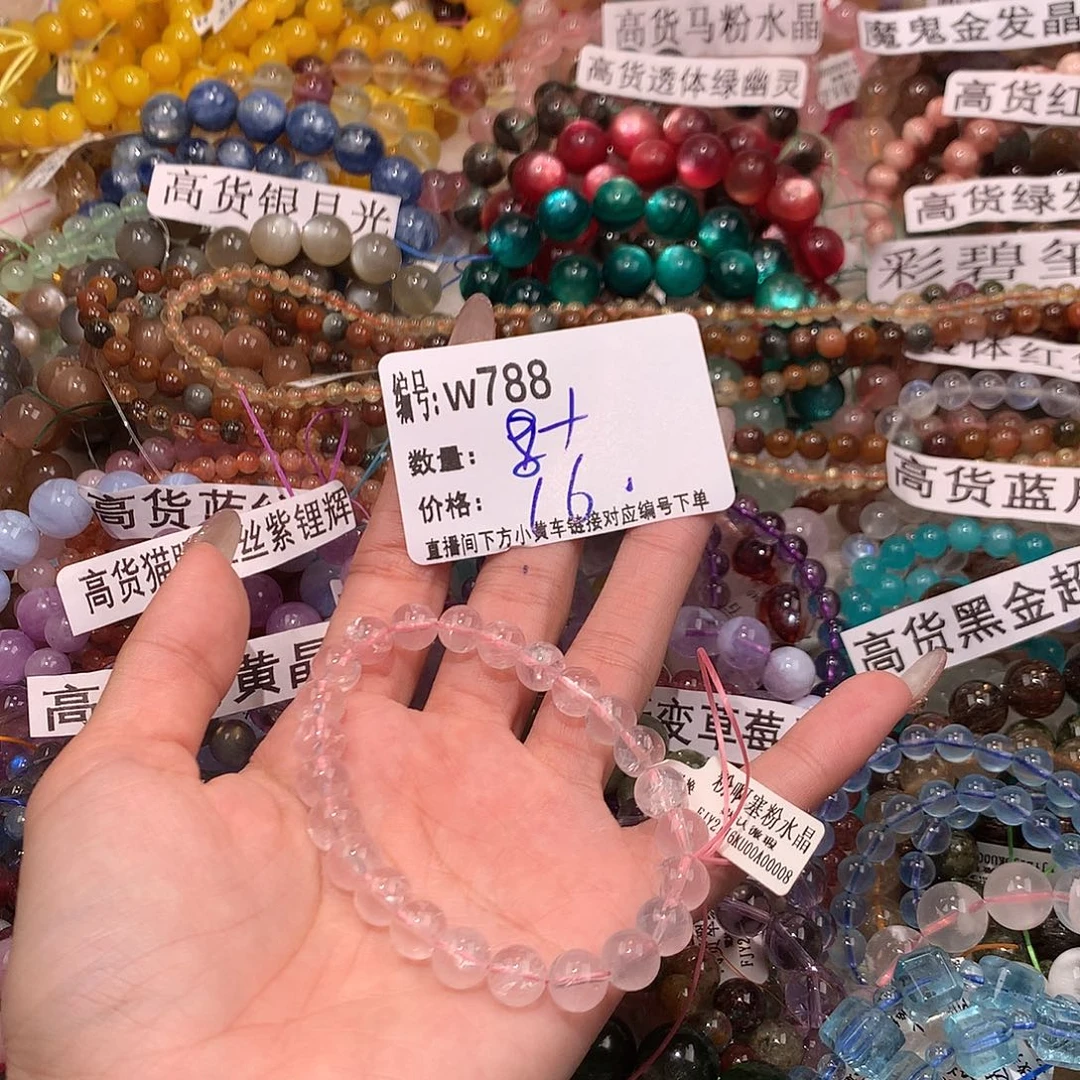 高货马粉水晶
魔鬼金发晶
高货透体绿幽灵
高货红
高货银月光
高货绿发
彩碧玺
编号:w788
数量: 8+
价格: 16.
直播间下方小黄车链接对应编号下单
高货蓝
高货蓝月
高货猫
丝紫锂辉
高货黑金超
高
黄晶
变草莓
粉啊塞粉水晶